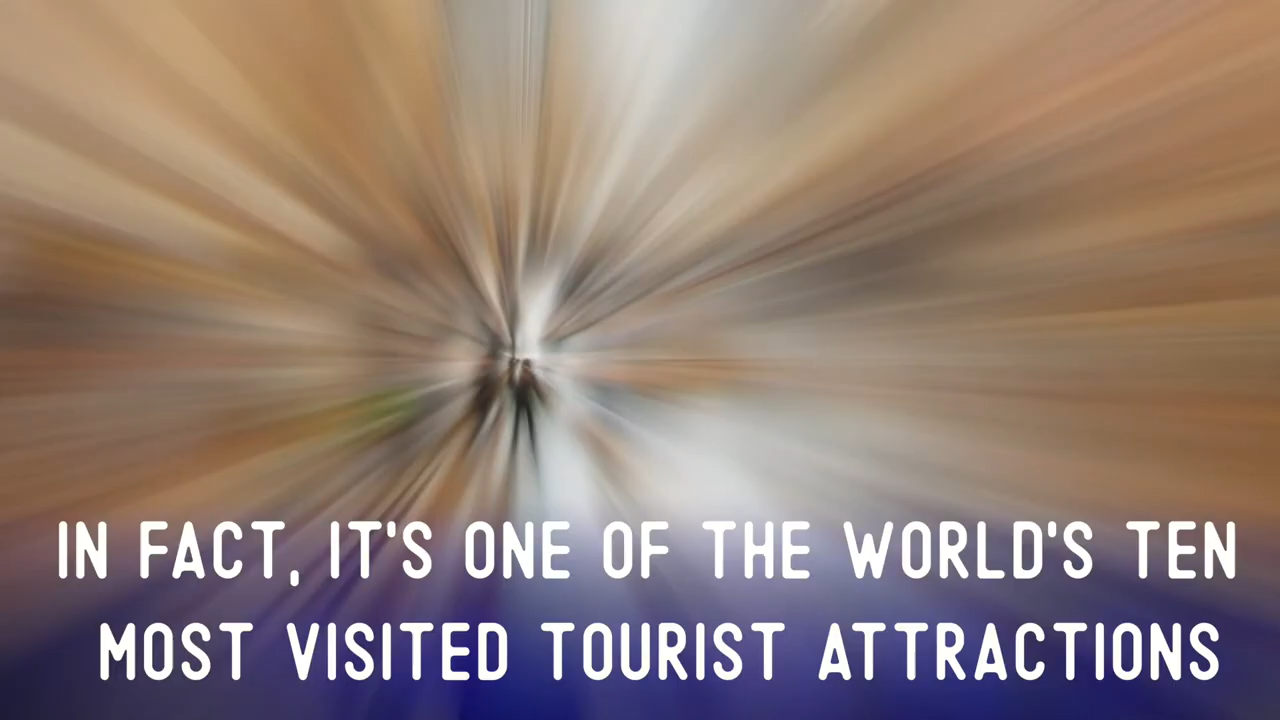 IN FACT, IT'S ONE OF THE WORLD'S TEN
MOST VISITED TOURIST ATTRACTIONS